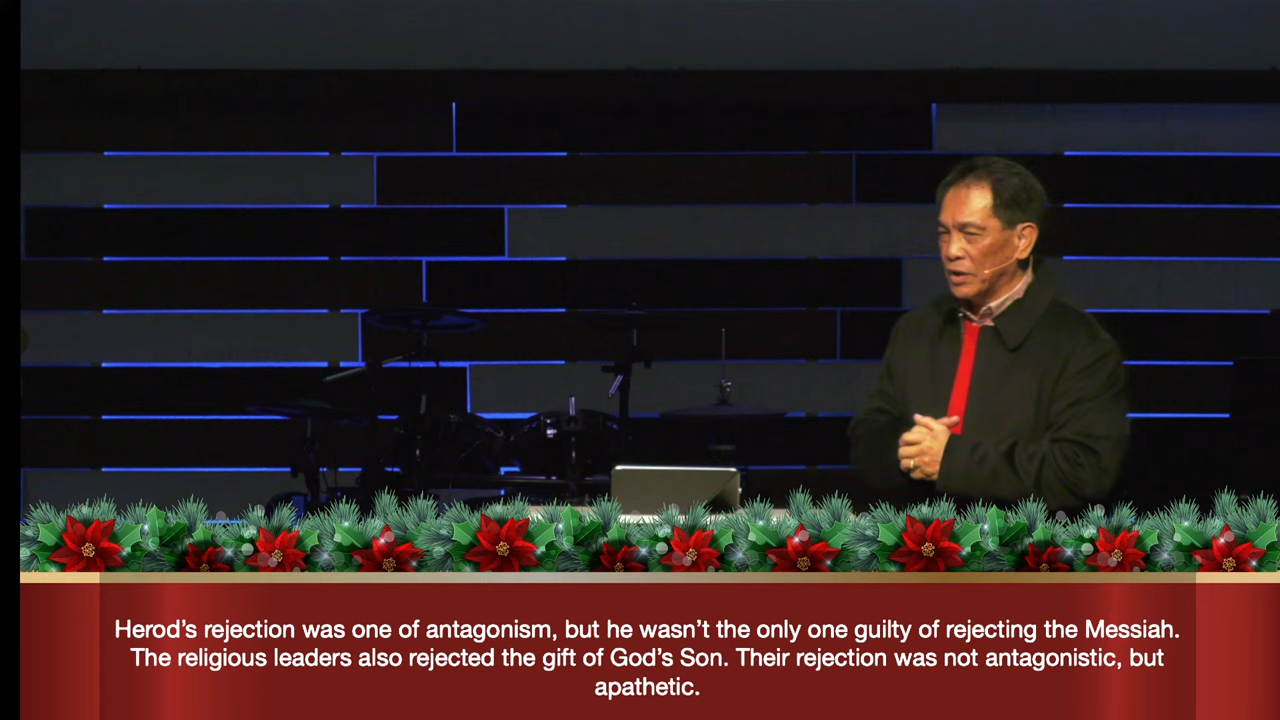 Herod’s rejection was one of antagonism, but he wasn’t the only one guilty of rejecting the Messiah.
The religious leaders also rejected the gift of God’s Son. Their rejection was not antagonistic, but
apathetic.